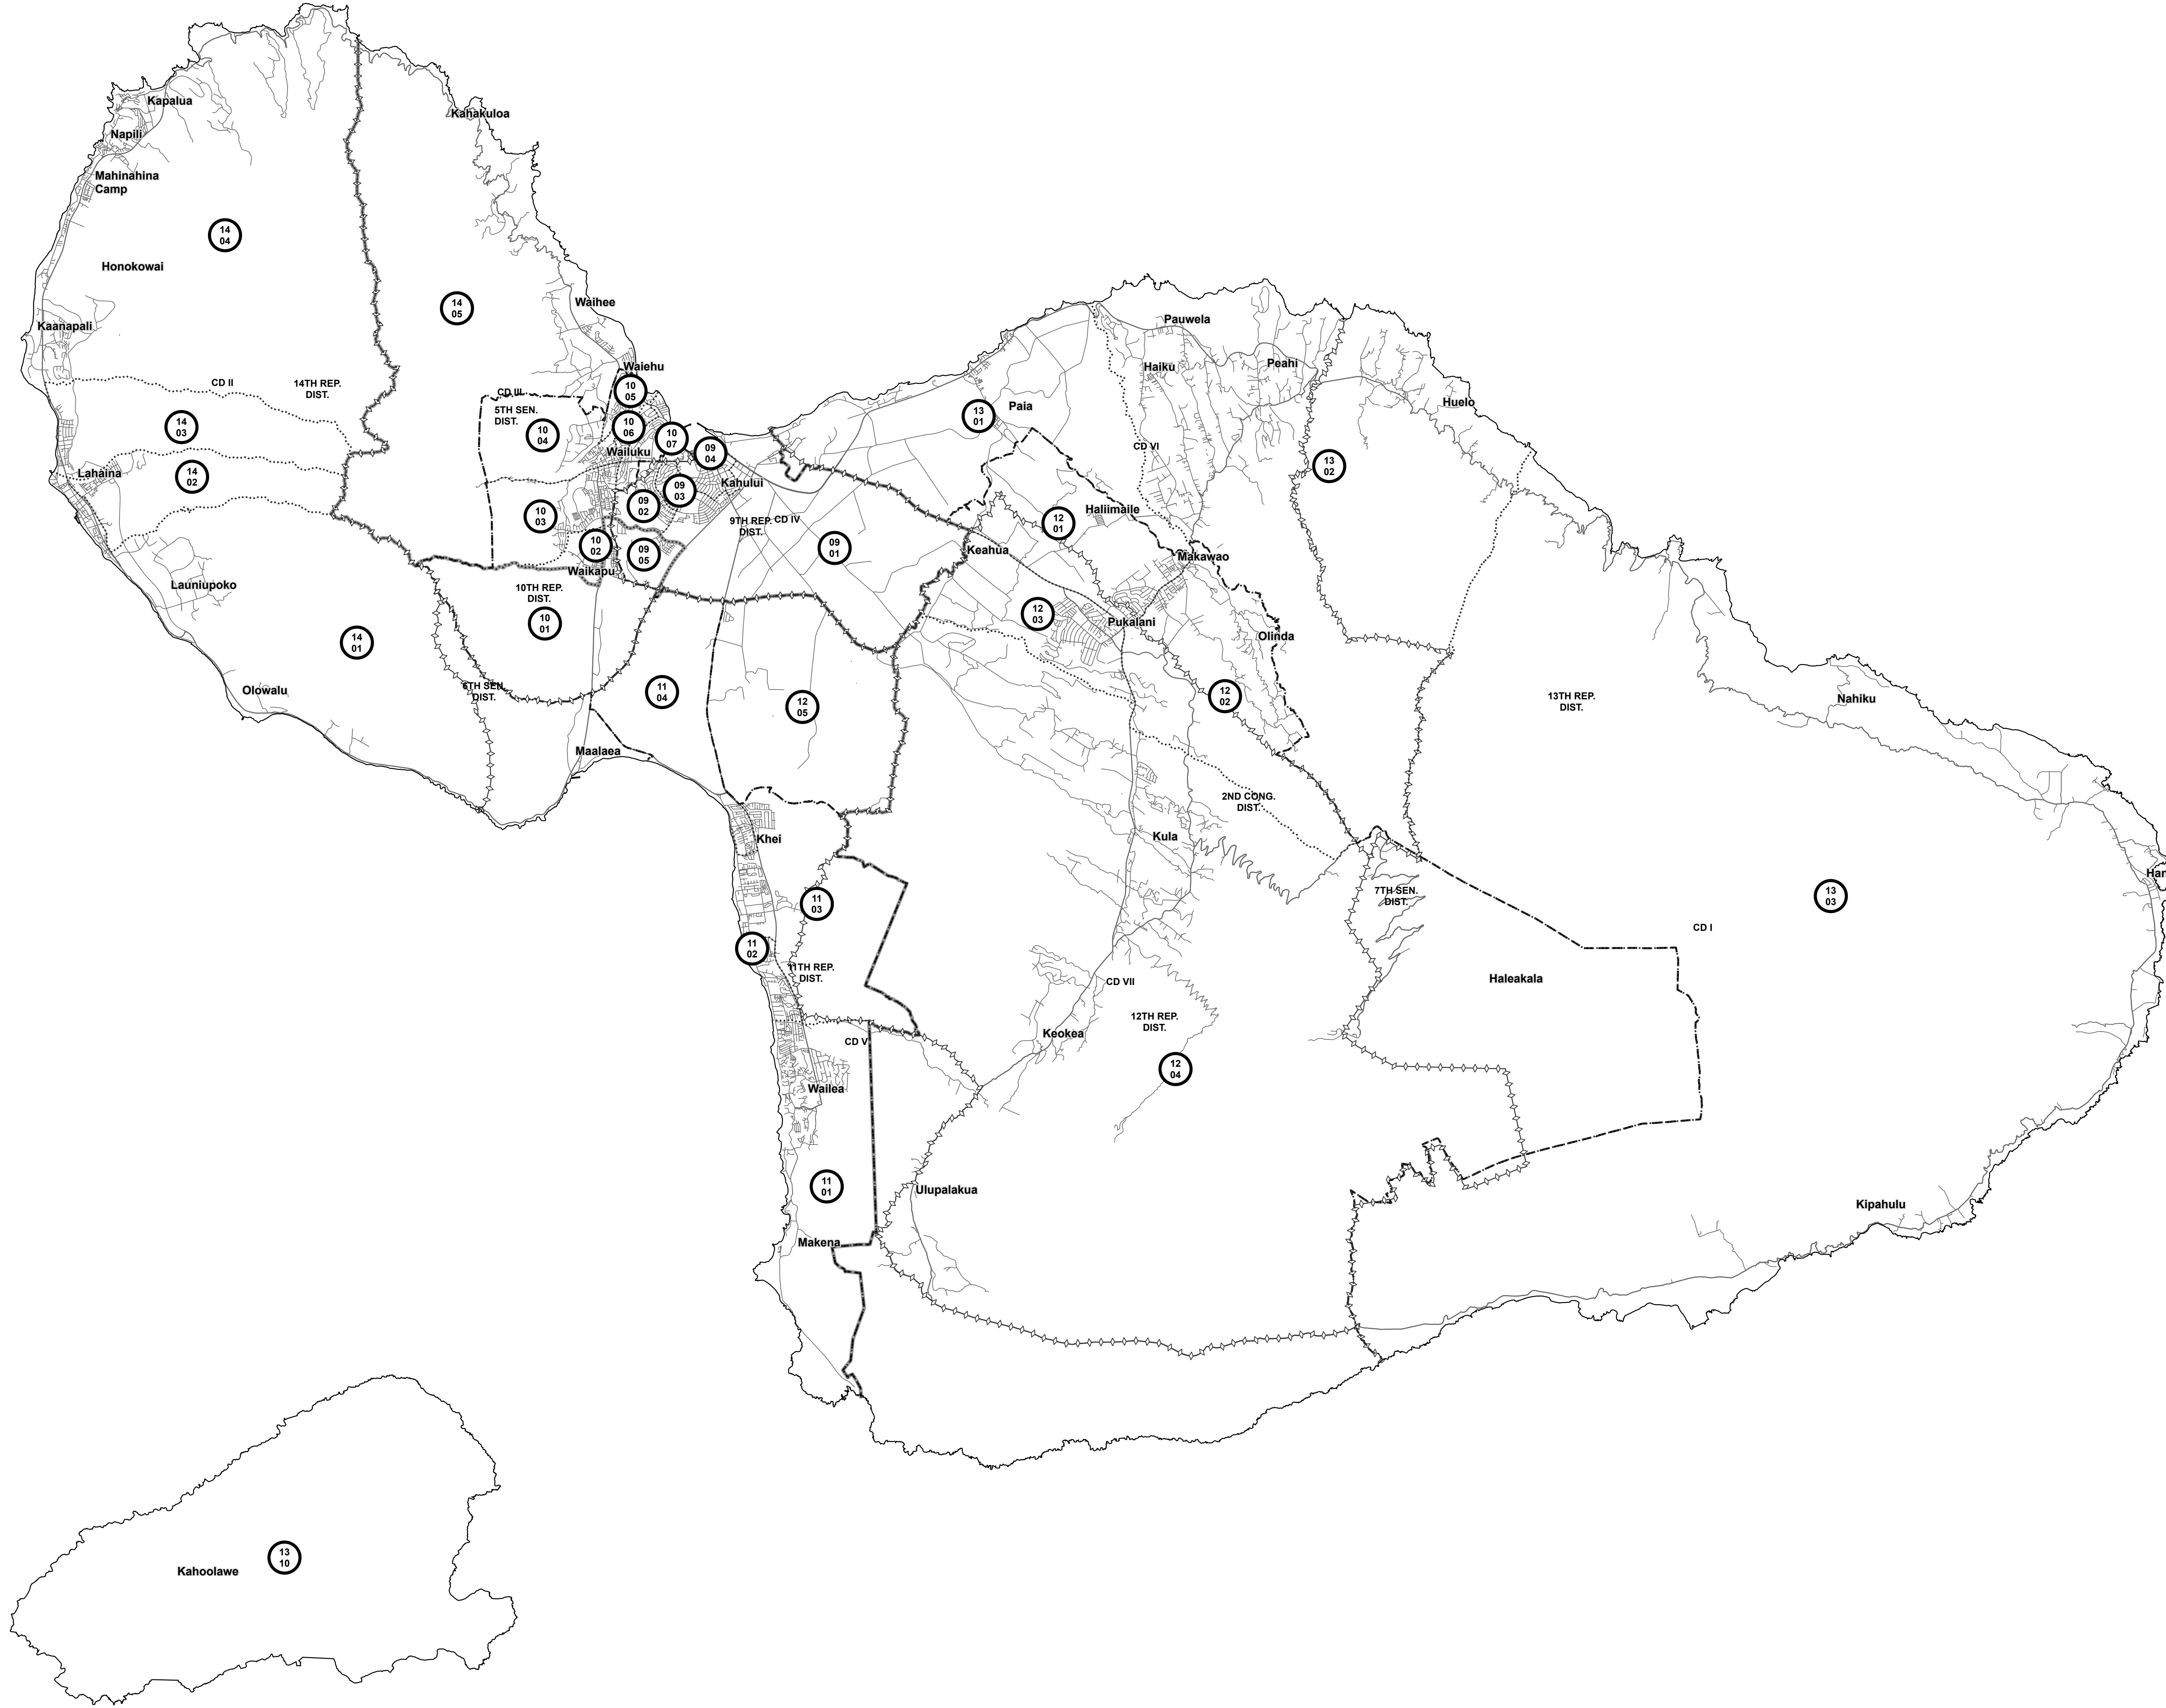 Kapalua
Kahakuloa
Napili
Mahinahina
Camp
14
04
Honokowai
14
05
Waihee
Kaanapali
Pauwela
Waiehu
Haiku
Peahi
CD II
14TH REP.
DIST.
CD III
10
05
Huelo
5TH SEN.
DIST.
13
01
Paia
14
03
10
04
10
06
10
07
CD VI
Wailuku
09
04
13
02
Lahaina
14
02
Kahului
09
03
09
02
10
03
Haliimaile
9TH REP.
DIST.
CD IV
12
01
10
02
09
05
09
01
Keahua
Makawao
Waikapu
Launiupoko
10TH REP.
DIST.
10
01
12
03
Pukalani
Olinda
14
01
Olowalu
6TH SEN.
DIST.
11
04
12
05
12
02
13TH REP.
DIST.
Nahiku
Maalaea
2ND CONG.
DIST.
Khei
Kula
Han
11
03
7TH SEN.
DIST.
13
03
11
02
CD I
11TH REP.
DIST.
CD VII
Haleakala
12TH REP.
DIST.
Keokea
CD V
12
04
Wailea
11
01
Ulupalakua
Kipahulu
Makena
13
10
Kahoolawe